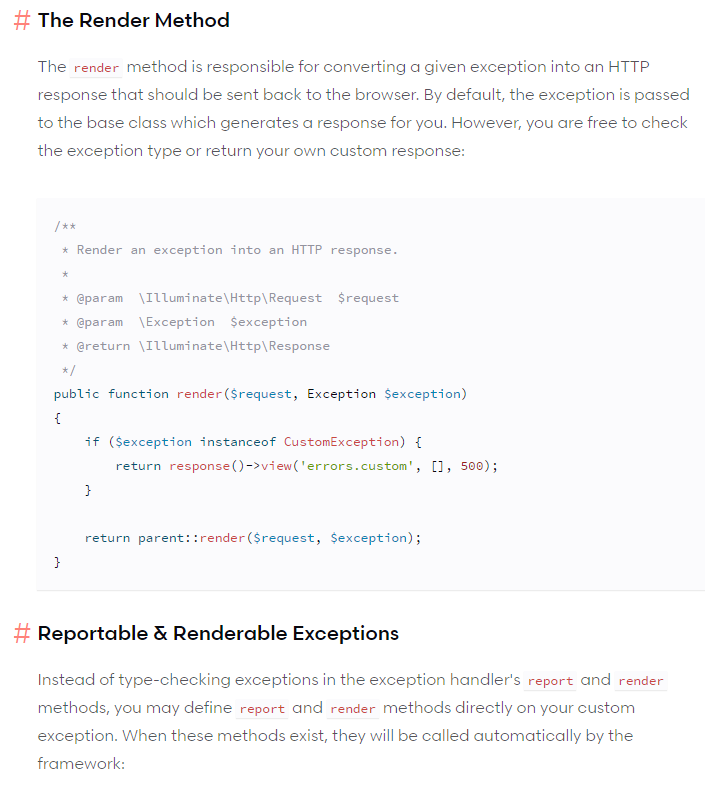 # The Render Method
The render method is responsible for converting a given exception into an HTTP
response that should be sent back to the browser. By default, the exception is passed
to the base class which generates a response for you. However, you are free to check
the exception type or return your own custom response:
/**
 * Render an exception into an HTTP response.
 *
 * @param  \Illuminate\Http\Request  $request
 * @param  \Exception  $exception
 * @return \Illuminate\Http\Response
 */
public function render($request, Exception $exception)
{
    if ($exception instanceof CustomException) {
        return response()->view('errors.custom', [], 500);
    }
    return parent::render($request, $exception);
}
# Reportable & Renderable Exceptions
Instead of type-checking exceptions in the exception handler's report and render
methods, you may define report and render methods directly on your custom
exception. When these methods exist, they will be called automatically by the
framework: